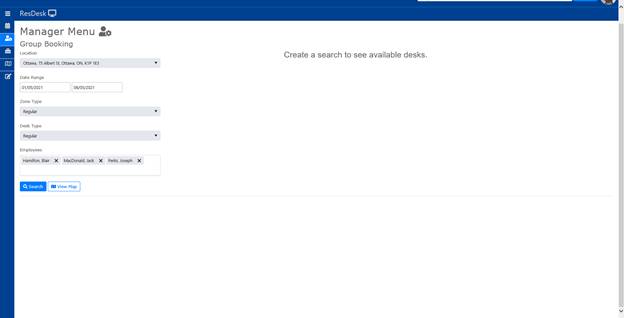 ResDesk
Manager Menu
Group Booking
Location
Ottawa, 75 Albert St, Ottawa, ON, K1P 1E3
Create a search to see available desks.
Date Range
01/05/2021 06/05/2021
Zone Type
Regular
Desk Type
Regular
Employees
Hamilton, Blair × MacDonald, Jack × Perks, Joseph ×
Search View Map